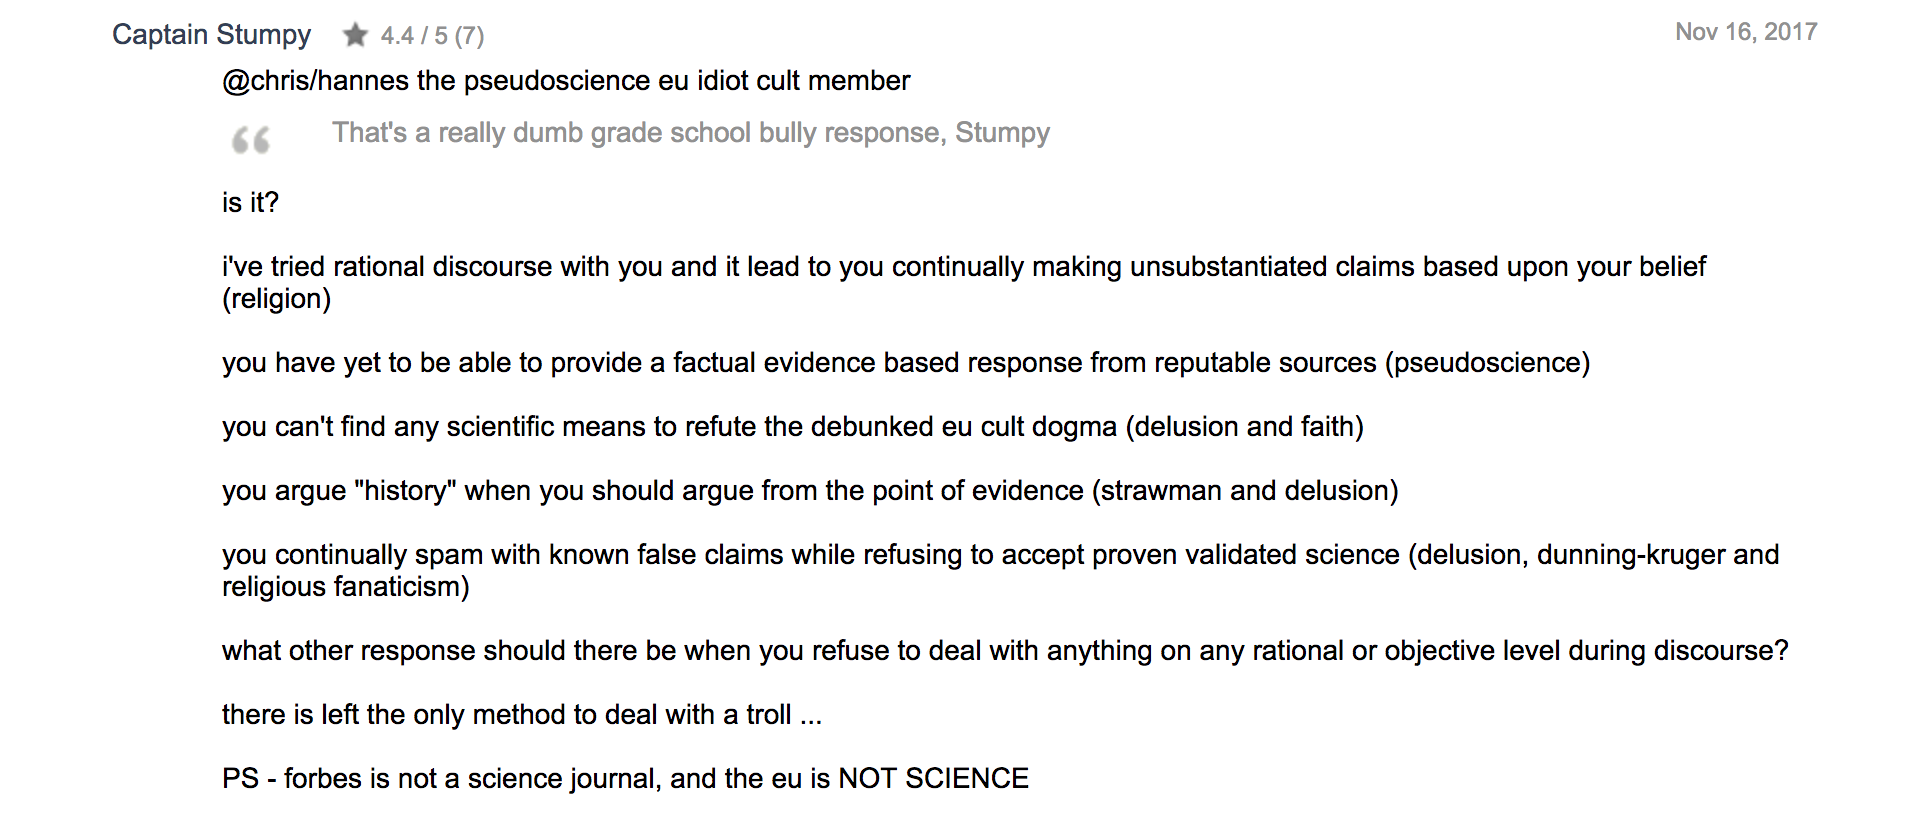 Captain Stumpy ★ 4.4 / 5 (7) Nov 16, 2017
@chris/hannes the pseudoscience eu idiot cult member
“ That's a really dumb grade school bully response, Stumpy
is it?
i've tried rational discourse with you and it lead to you continually making unsubstantiated claims based upon your belief
(religion)
you have yet to be able to provide a factual evidence based response from reputable sources (pseudoscience)
you can't find any scientific means to refute the debunked eu cult dogma (delusion and faith)
you argue "history" when you should argue from the point of evidence (strawman and delusion)
you continually spam with known false claims while refusing to accept proven validated science (delusion, dunning-kruger and
religious fanaticism)
what other response should there be when you refuse to deal with anything on any rational or objective level during discourse?
there is left the only method to deal with a troll ...
PS - forbes is not a science journal, and the eu is NOT SCIENCE